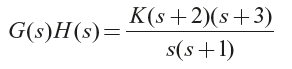 G(s)H(s) = K(s + 2)(s + 3) / s(s + 1)